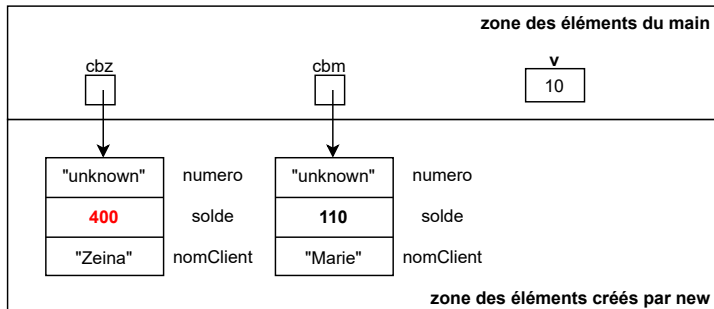 zone des éléments du main
cbz cbm v
10
"unknown" numero "unknown" numero
400 solde 110 solde
"Zeina" nomClient "Marie" nomClient
zone des éléments créés par new